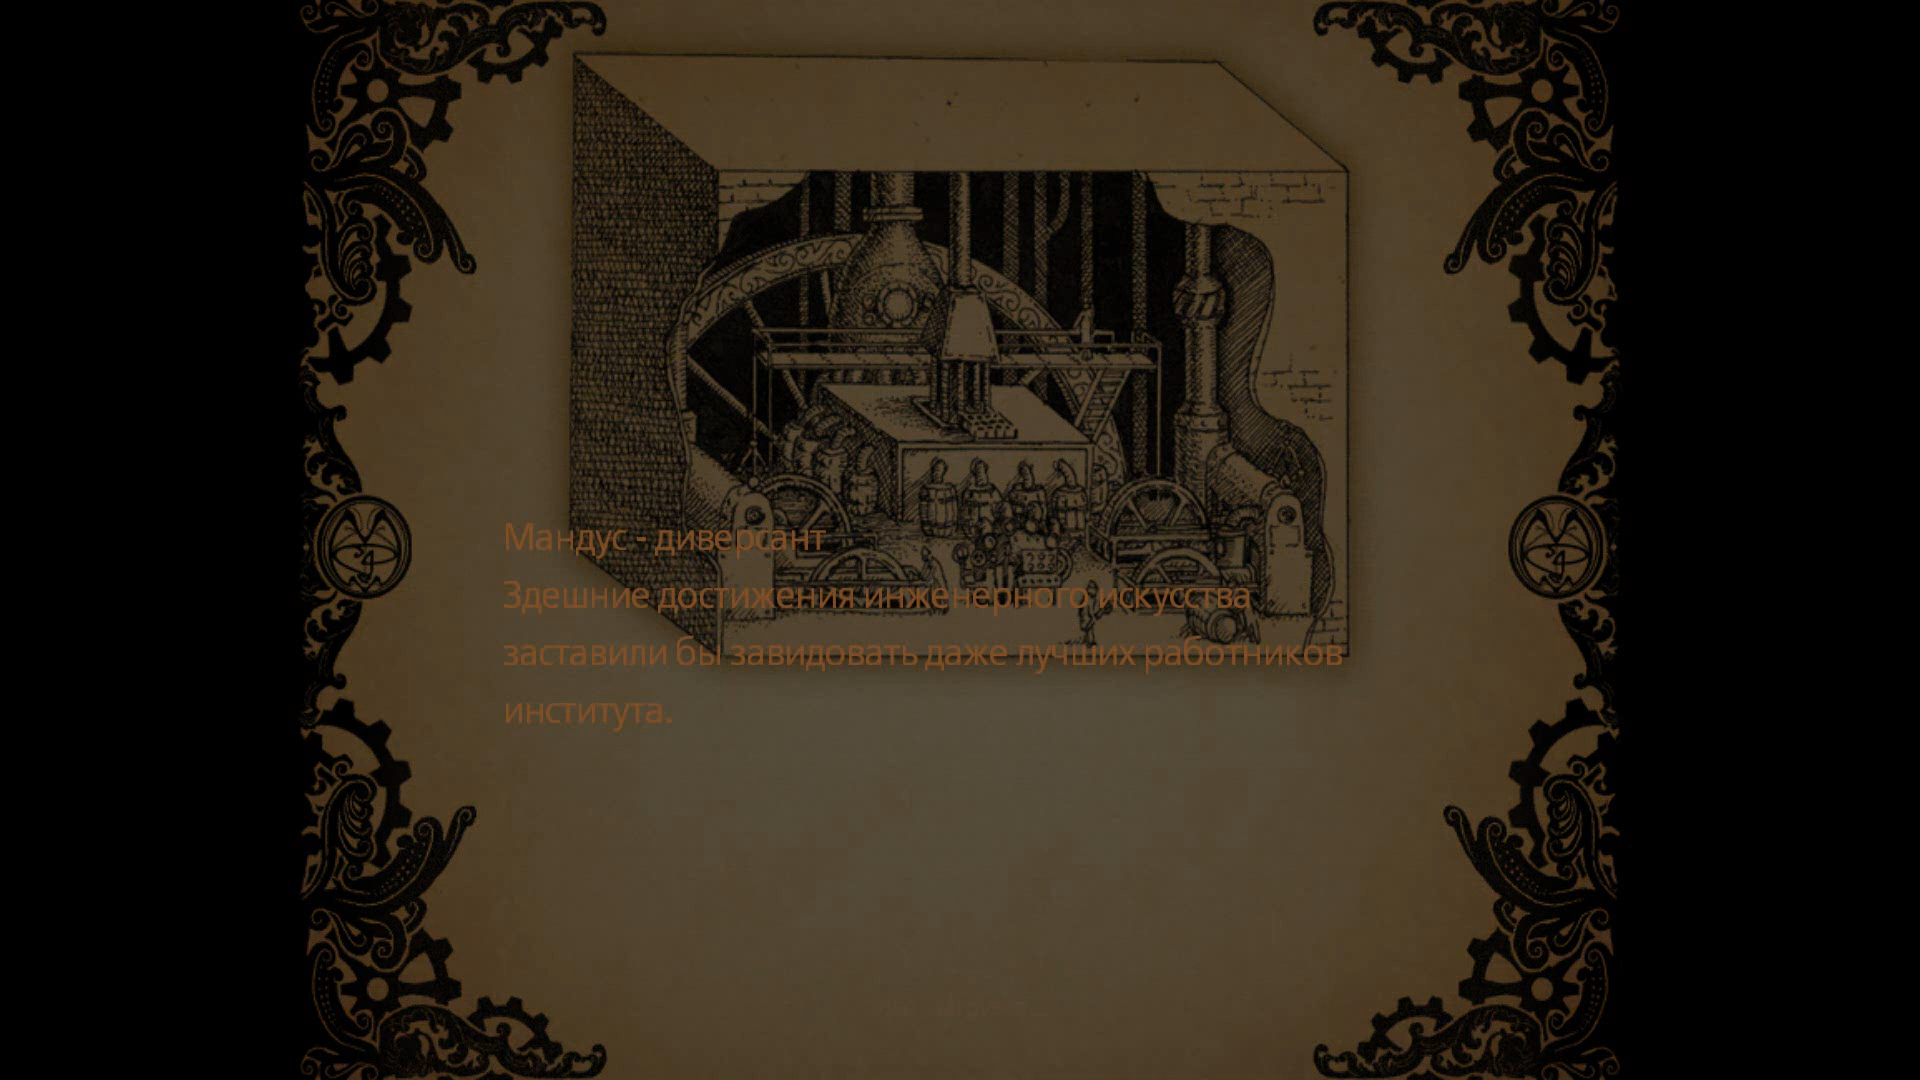 Мандус - диверсант
Здешние достижения инженерного искусства
заставили бы завидовать даже лучших работников
института.